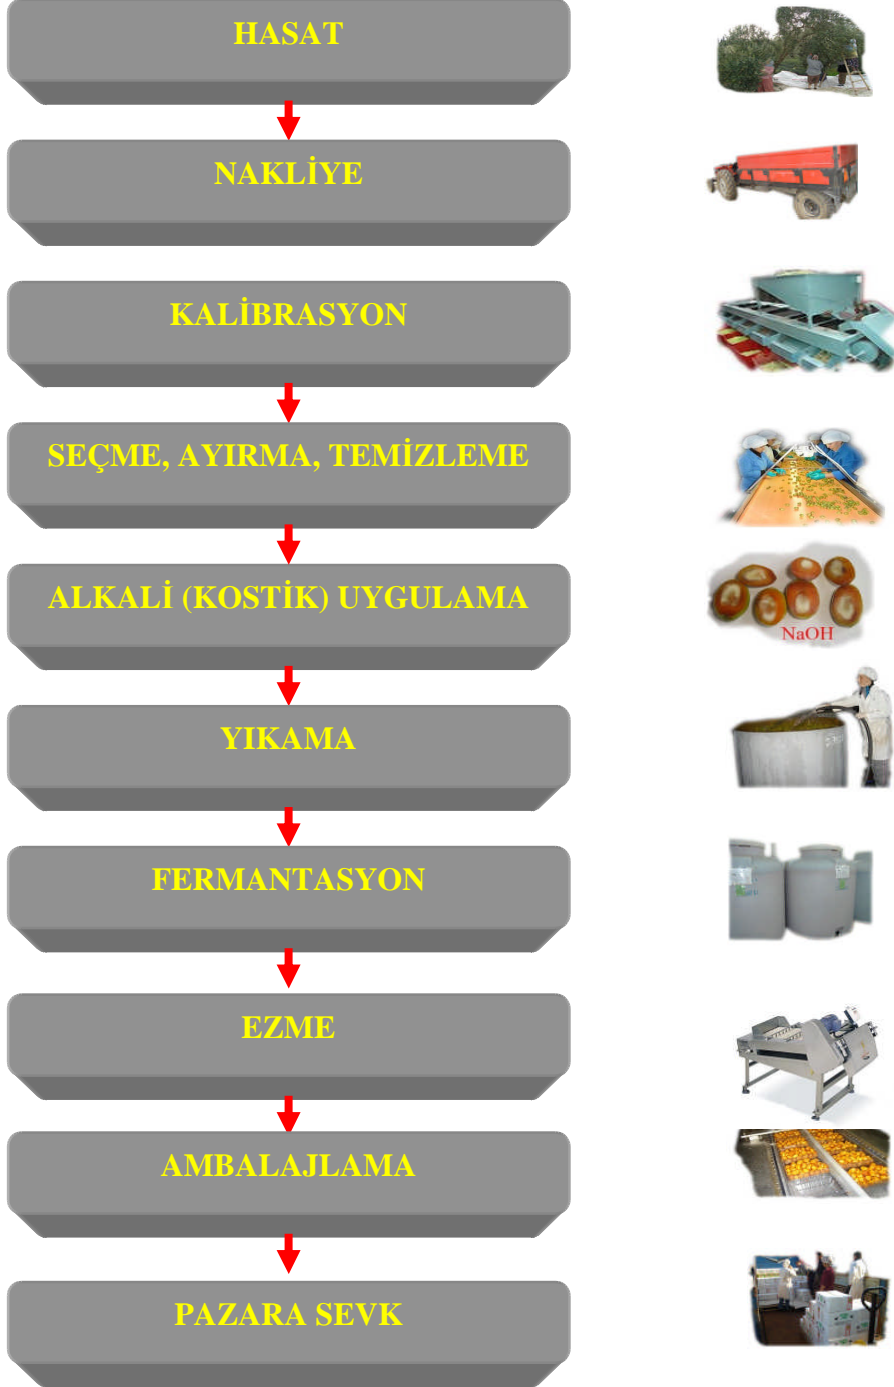 HASAT
NAKLİYE
KALİBRASYON
SEÇME, AYIRMA, TEMİZLEME
ALKALİ (KOSTİK) UYGULAMA
NaOH
YIKAMA
FERMANTASYON
EZME
AMBALAJLAMA
PAZARA SEVK